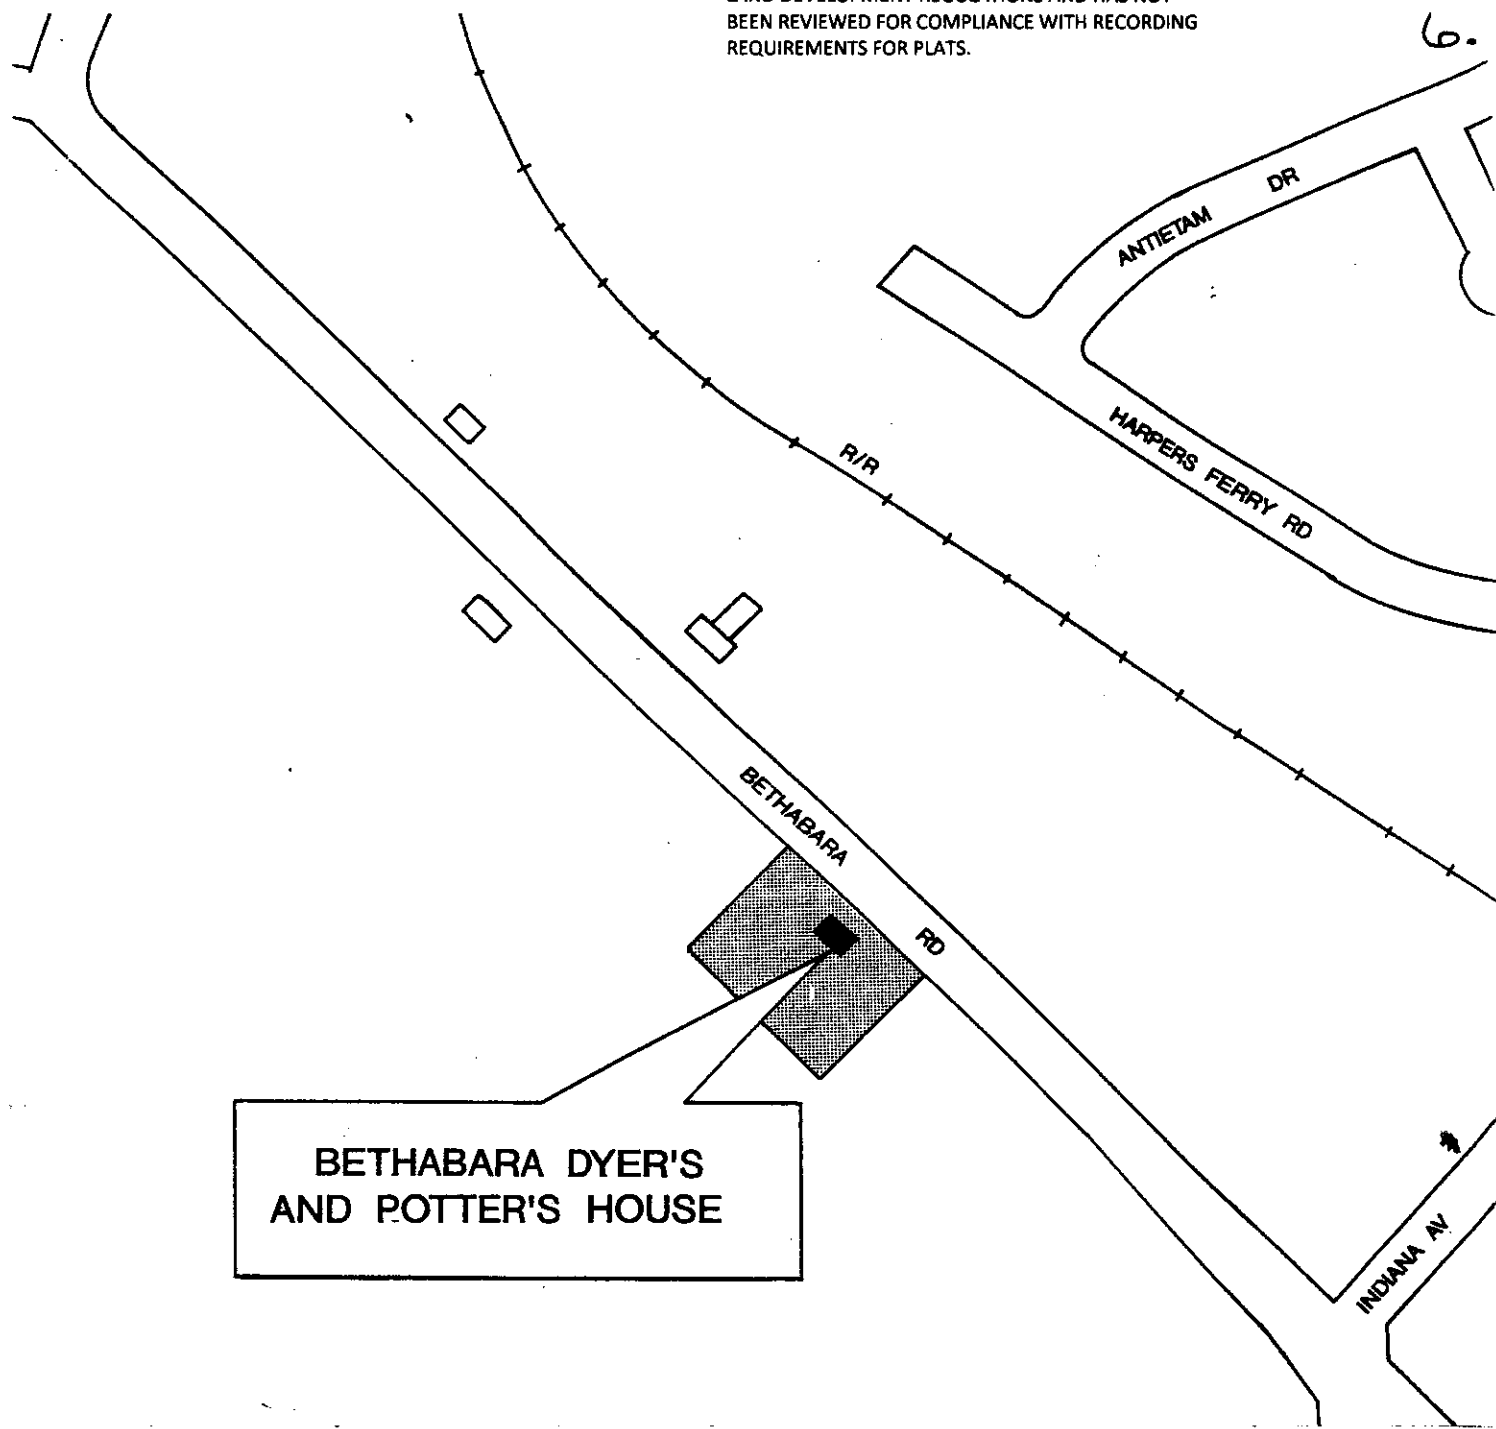 BEEN REVIEWED FOR COMPLIANCE WITH RECORDING
REQUIREMENTS FOR PLATS.
ANTIETAM DR
HARPERS FERRY RD
R/R
BETHABARA RD
BETHABARA DYER'S
AND POTTER'S HOUSE
INDIANA AV